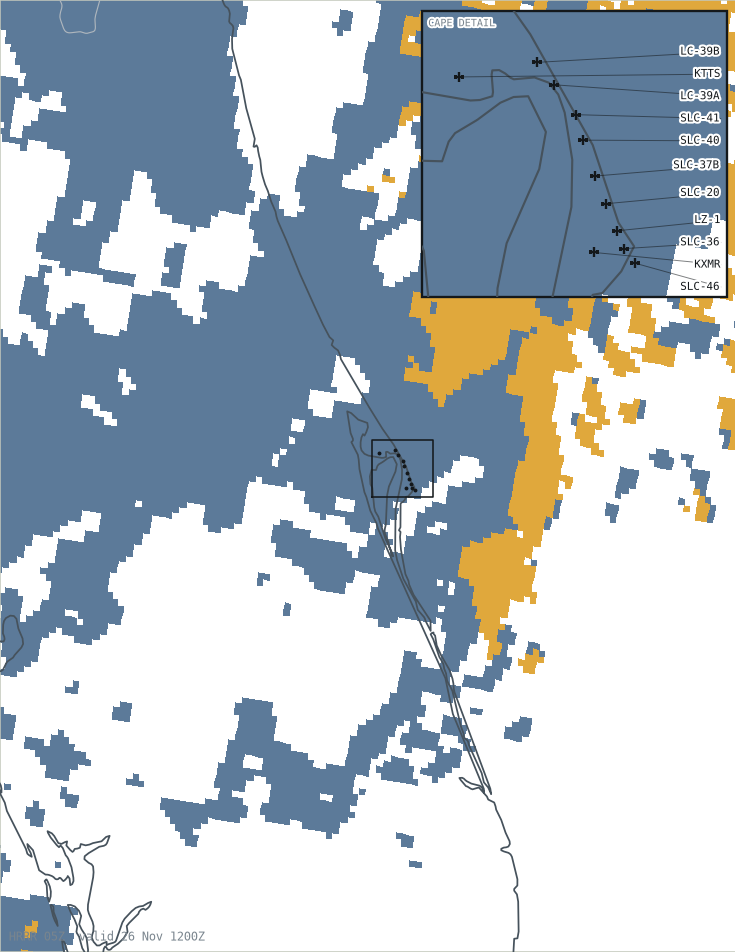 CAPE DETAIL
LC-39B
KTTS
LC-39A
SLC-41
SLC-40
SLC-37B
SLC-20
LZ-1
SLC-36
KXMR
SLC-46
valid 26 Nov 1200Z